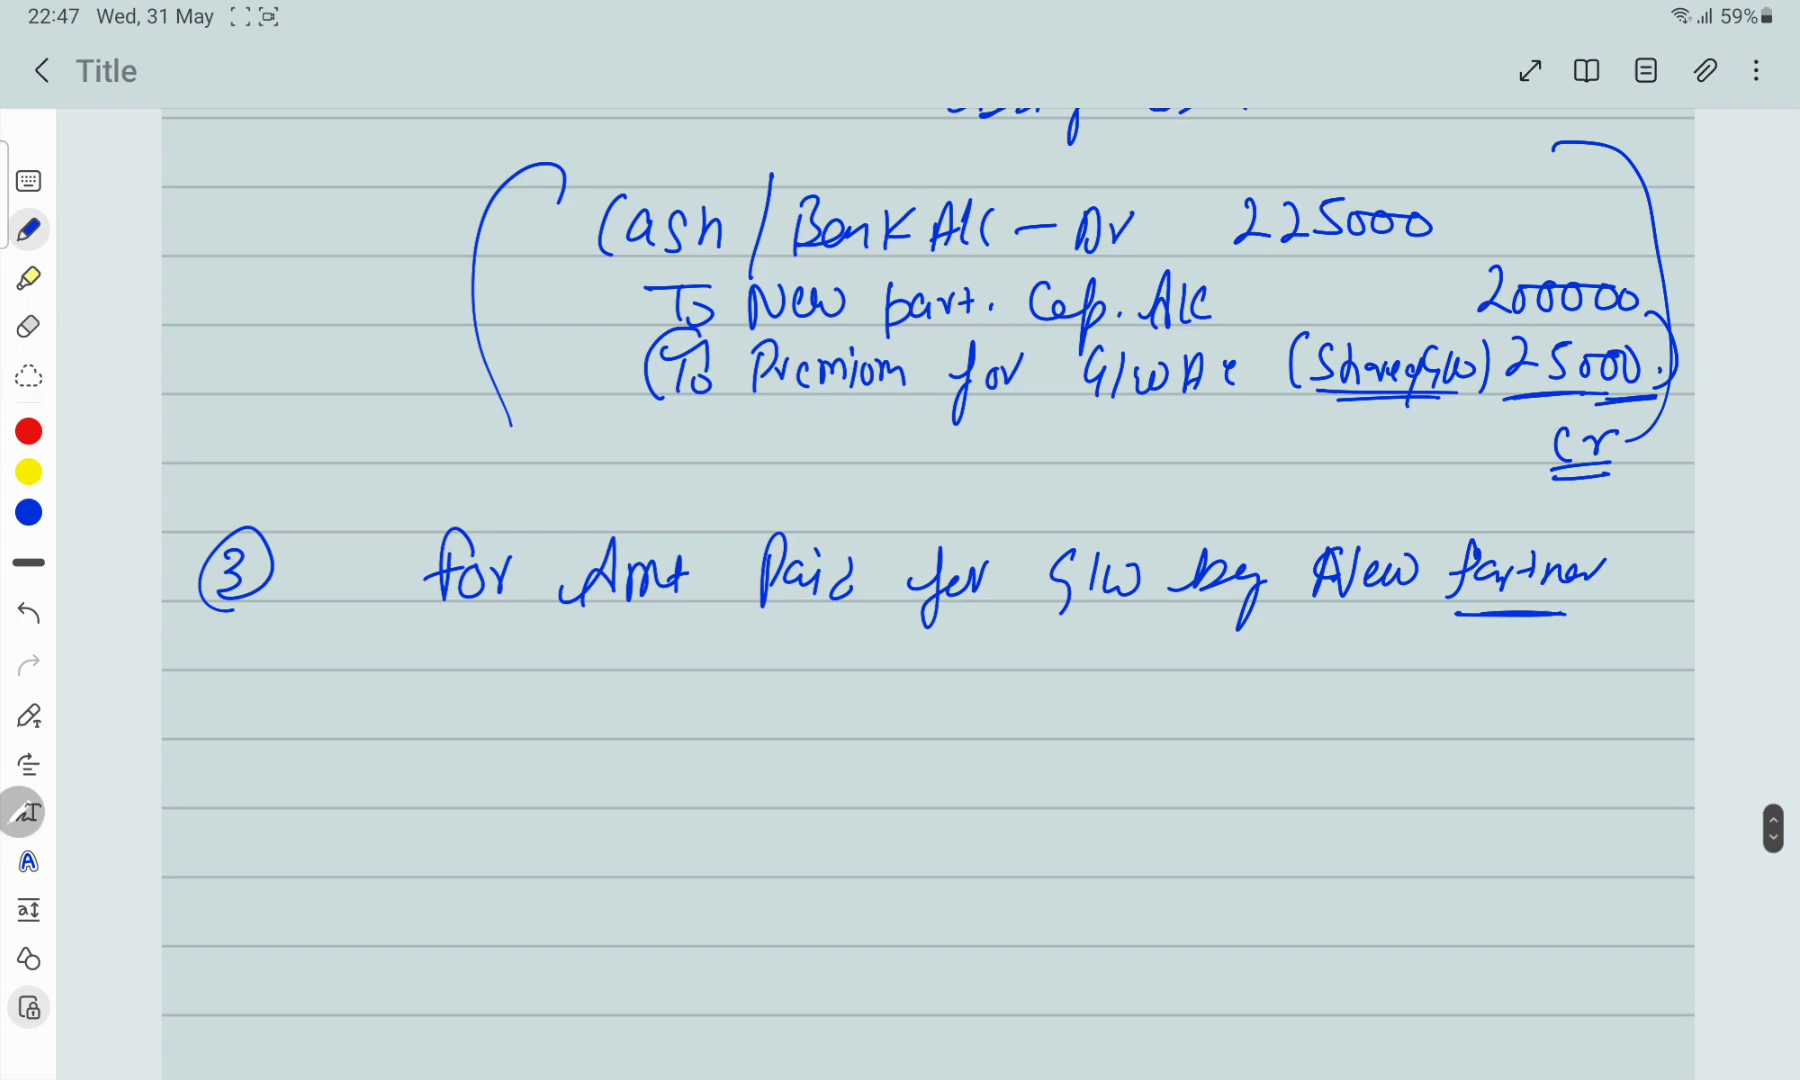 22:47 Wed, 31 May 59%
Title
Cash / Bank A/c - Dr 225000
To New part. Cap. A/c 200000
(To Premium for G/w A c (Share of G/w) 25000.)
Cr
3 for Amt Paid for G/w by New Partner